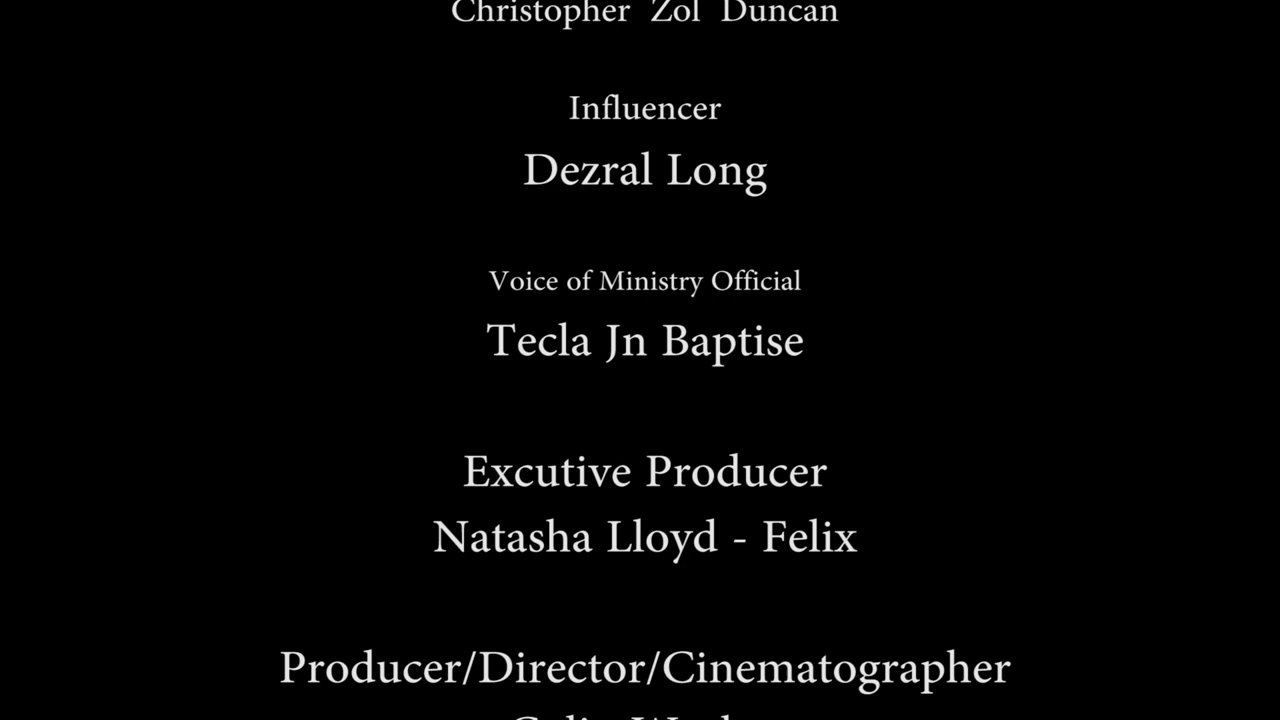 Christopher Zol Duncan
Influencer
Dezral Long
Voice of Ministry Official
Tecla Jn Baptise
Excutive Producer
Natasha Lloyd - Felix
Producer/Director/Cinematographer